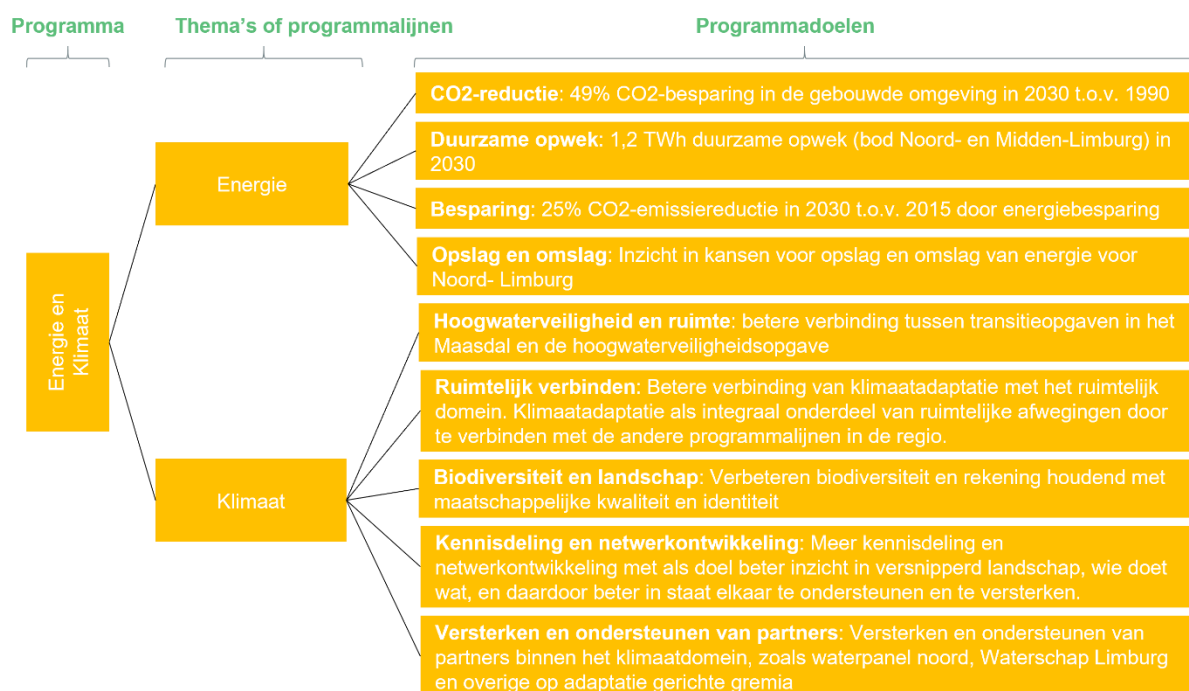 Programma
Thema's of programmalijnen
Programmadoelen
Energie en
Klimaat
Energie
CO2-reductie: 49% CO2-besparing in de gebouwde omgeving in 2030 t.o.v. 1990
Duurzame opwek: 1,2 TWh duurzame opwek (bod Noord- en Midden-Limburg) in
2030
Besparing: 25% CO2-emissiereductie in 2030 t.o.v. 2015 door energiebesparing
Opslag en omslag: Inzicht in kansen voor opslag en omslag van energie voor
Noord- Limburg
Klimaat
Hoogwaterveiligheid en ruimte: betere verbinding tussen transitieopgaven in het
Maasdal en de hoogwaterveiligheidsopgave
Ruimtelijk verbinden: Betere verbinding van klimaatadaptatie met het ruimtelijk
domein. Klimaatadaptatie als integraal onderdeel van ruimtelijke afwegingen door
te verbinden met de andere programmalijnen in de regio.
Biodiversiteit en landschap: Verbeteren biodiversiteit en rekening houdend met
maatschappelijke kwaliteit en identiteit
Kennisdeling en netwerkontwikkeling: Meer kennisdeling en
netwerkontwikkeling met als doel beter inzicht in versnipperd landschap, wie doet
wat, en daardoor beter in staat elkaar te ondersteunen en te versterken.
Versterken en ondersteunen van partners: Versterken en ondersteunen van
partners binnen het klimaatdomein, zoals waterpanel noord, Waterschap Limburg
en overige op adaptatie gerichte gremia